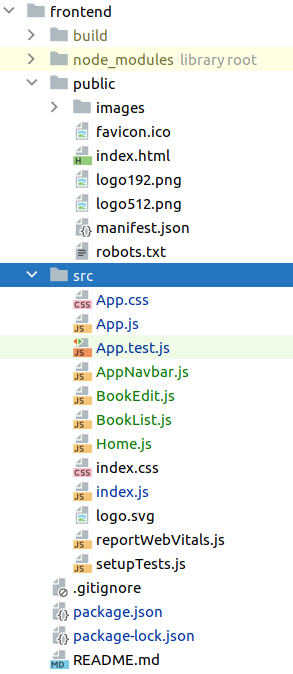 frontend
build
node_modules library root
public
images
favicon.ico
index.html
logo192.png
logo512.png
manifest.json
robots.txt
src
App.css
App.js
App.test.js
AppNavbar.js
BookEdit.js
BookList.js
Home.js
index.css
index.js
logo.svg
reportWebVitals.js
setupTests.js
.gitignore
package.json
package-lock.json
README.md